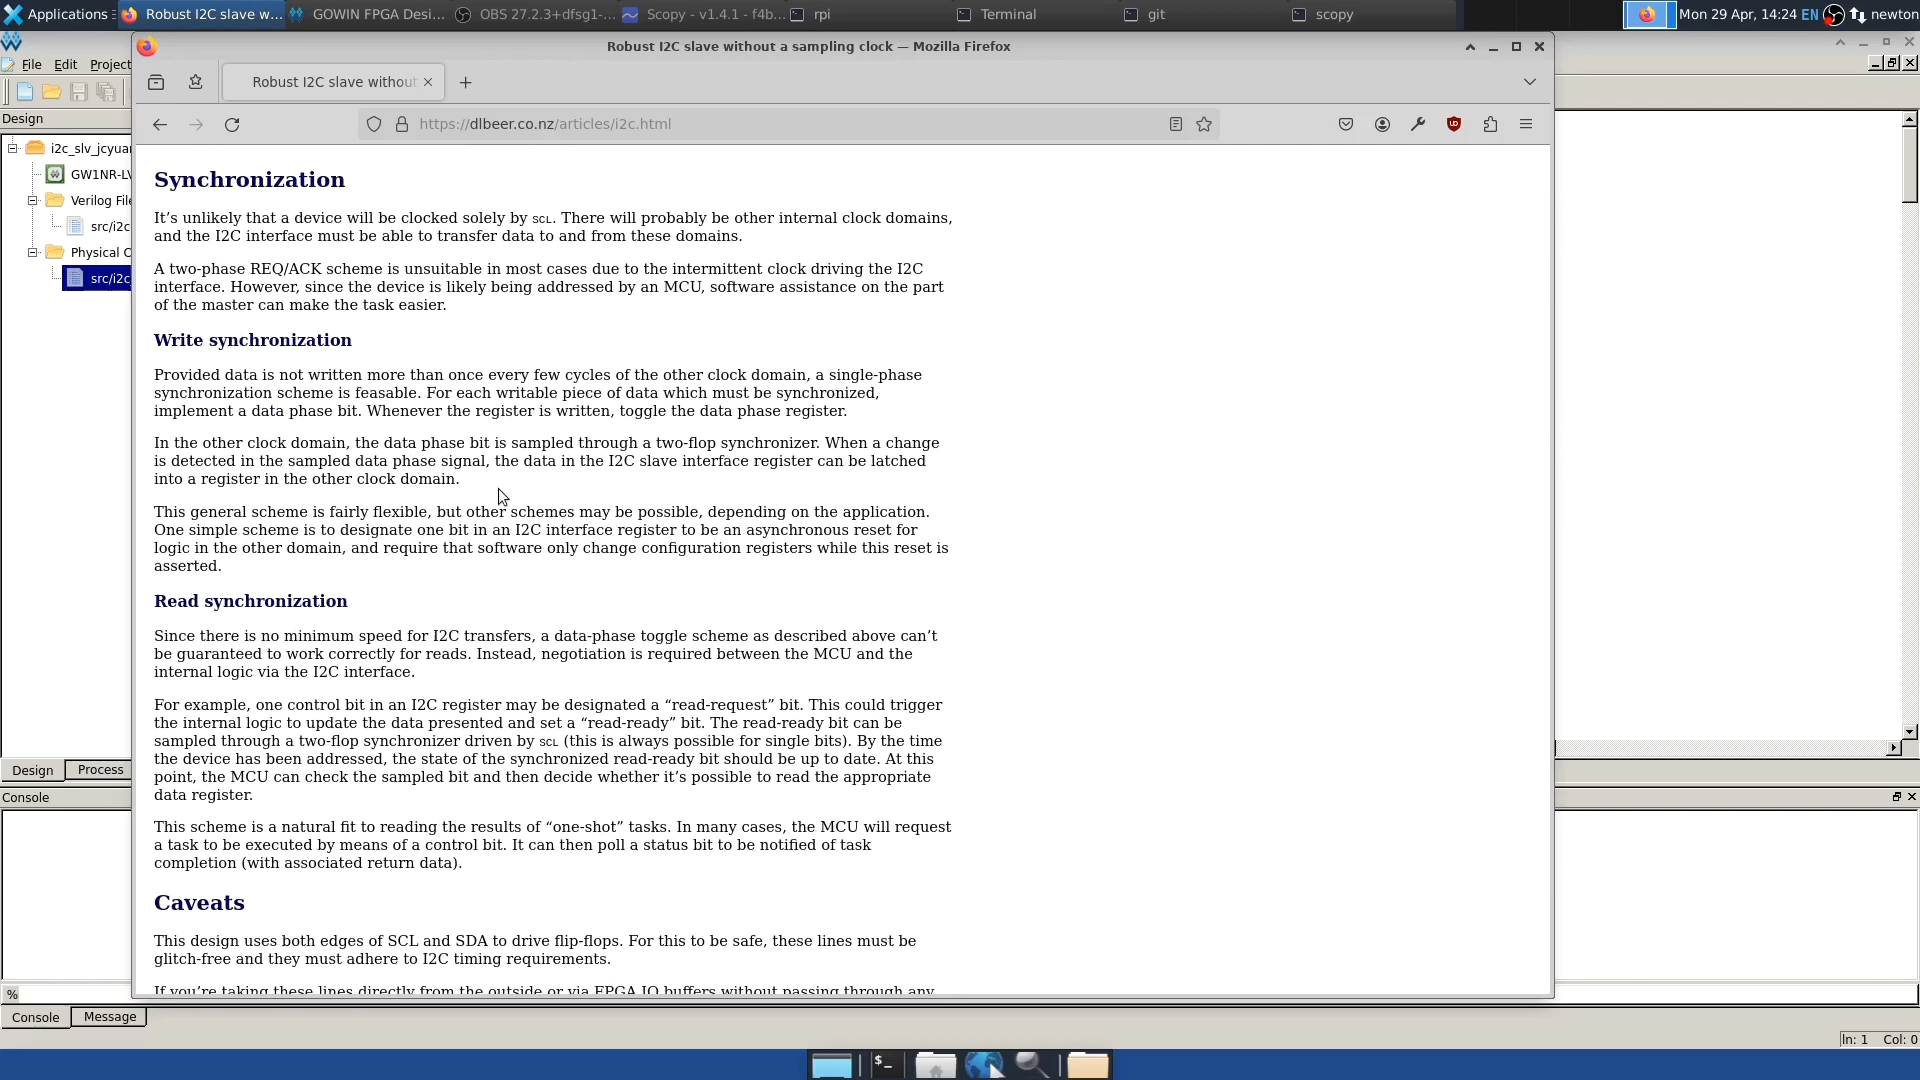 Applications
Robust I2C slave w...
GOWIN FPGA Desi...
OBS 27.2.3+dfsg1-...
Scopy - v1.4.1 - f4b...
rpi
Terminal
git
scopy
Mon 29 Apr, 14:24
EN
newton
Robust I2C slave without a sampling clock — Mozilla Firefox
File Edit Project
Robust I2C slave without
https://dlbeer.co.nz/articles/i2c.html
Design
i2c_slv_jcyuan
GW1NR-LV
Verilog File
src/i2c
Physical C
src/i2c
Synchronization
It’s unlikely that a device will be clocked solely by SCL. There will probably be other internal clock domains,
and the I2C interface must be able to transfer data to and from these domains.
A two-phase REQ/ACK scheme is unsuitable in most cases due to the intermittent clock driving the I2C
interface. However, since the device is likely being addressed by an MCU, software assistance on the part
of the master can make the task easier.
Write synchronization
Provided data is not written more than once every few cycles of the other clock domain, a single-phase
synchronization scheme is feasable. For each writable piece of data which must be synchronized,
implement a data phase bit. Whenever the register is written, toggle the data phase register.
In the other clock domain, the data phase bit is sampled through a two-flop synchronizer. When a change
is detected in the sampled data phase signal, the data in the I2C slave interface register can be latched
into a register in the other clock domain.
This general scheme is fairly flexible, but other schemes may be possible, depending on the application.
One simple scheme is to designate one bit in an I2C interface register to be an asynchronous reset for
logic in the other domain, and require that software only change configuration registers while this reset is
asserted.
Read synchronization
Since there is no minimum speed for I2C transfers, a data-phase toggle scheme as described above can’t
be guaranteed to work correctly for reads. Instead, negotiation is required between the MCU and the
internal logic via the I2C interface.
For example, one control bit in an I2C register may be designated a “read-request” bit. This could trigger
the internal logic to update the data presented and set a “read-ready” bit. The read-ready bit can be
sampled through a two-flop synchronizer driven by SCL (this is always possible for single bits). By the time
the device has been addressed, the state of the synchronized read-ready bit should be up to date. At this
point, the MCU can check the sampled bit and then decide whether it’s possible to read the appropriate
data register.
This scheme is a natural fit to reading the results of “one-shot” tasks. In many cases, the MCU will request
a task to be executed by means of a control bit. It can then poll a status bit to be notified of task
completion (with associated return data).
Caveats
This design uses both edges of SCL and SDA to drive flip-flops. For this to be safe, these lines must be
glitch-free and they must adhere to I2C timing requirements.
If you’re taking these lines directly from the outside or via FPGA IO buffers without passing through any
Design Process
Console
%
Console Message
ln: 1 Col: 0